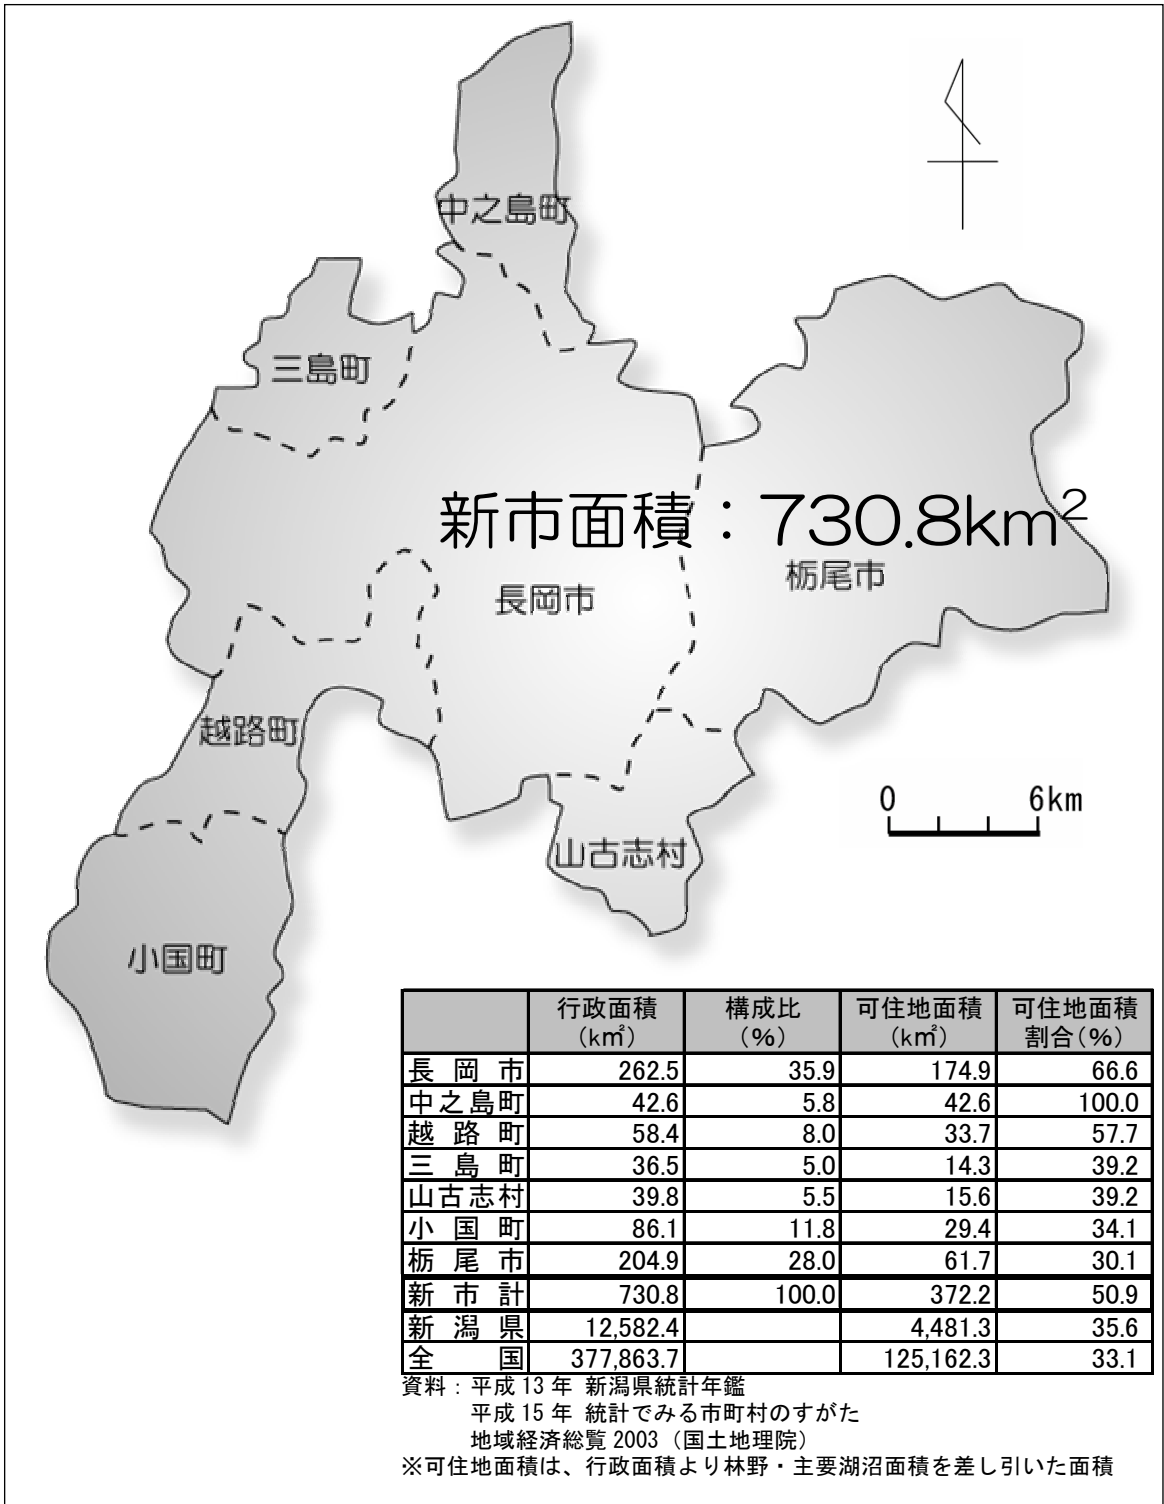 中之島町
三島町
新市面積：730.8km²
栃尾市
長岡市
越路町
0 6km
山古志村
小国町
行政面積 構成比 可住地面積 可住地面積
（k㎡） （%） （k㎡） 割合（%）
長岡市 262.5 35.9 174.9 66.6
中之島町 42.6 5.8 42.6 100.0
越路町 58.4 8.0 33.7 57.7
三島町 36.5 5.0 14.3 39.2
山古志村 39.8 5.5 15.6 39.2
小国町 86.1 11.8 29.4 34.1
栃尾市 204.9 28.0 61.7 30.1
新市計 730.8 100.0 372.2 50.9
新潟県 12,582.4 4,481.3 35.6
全国 377,863.7 125,162.3 33.1
資料：平成13年 新潟県統計年鑑
平成15年 統計でみる市町村のすがた
地域経済総覧2003（国土地理院）
※可住地面積は、行政面積より林野・主要湖沼面積を差し引いた面積